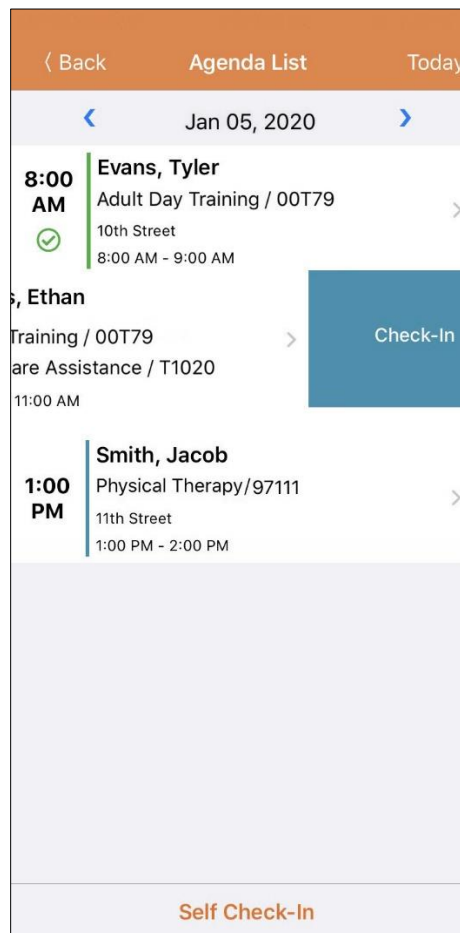 Back Agenda List Today
Jan 05, 2020
8:00 AM
Evans, Tyler
Adult Day Training / 00T79
10th Street
8:00 AM - 9:00 AM
, Ethan
Training / 00T79
are Assistance / T1020
11:00 AM
Check-In
1:00 PM
Smith, Jacob
Physical Therapy/97111
11th Street
1:00 PM - 2:00 PM
Self Check-In